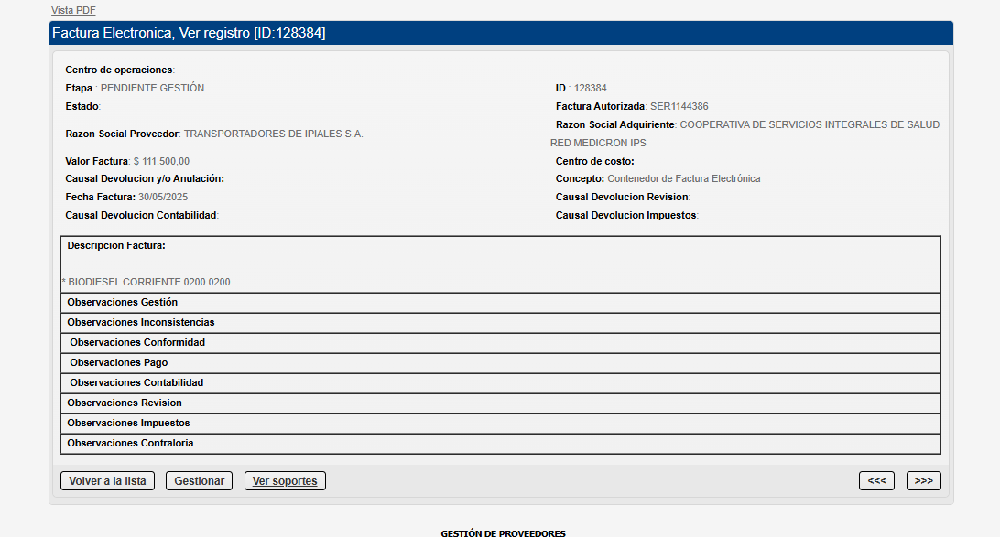 Vista PDF
Factura Electronica, Ver registro [ID:128384]
Centro de operaciones:
Etapa : PENDIENTE GESTIÓN
ID : 128384
Estado:
Factura Autorizada: SER1144386
Razon Social Proveedor: TRANSPORTADORES DE IPIALES S.A.
Razon Social Adquiriente: COOPERATIVA DE SERVICIOS INTEGRALES DE SALUD
RED MEDICRON IPS
Valor Factura: $ 111.500,00
Centro de costo:
Causal Devolucion y/o Anulación:
Concepto: Contenedor de Factura Electrónica
Fecha Factura: 30/05/2025
Causal Devolucion Revision:
Causal Devolucion Contabilidad:
Causal Devolucion Impuestos:
Descripcion Factura:
* BIODIESEL CORRIENTE 0200 0200
Observaciones Gestión
Observaciones Inconsistencias
Observaciones Conformidad
Observaciones Pago
Observaciones Contabilidad
Observaciones Revision
Observaciones Impuestos
Observaciones Contraloria
Volver a la lista Gestionar Ver soportes <<< >>>
GESTIÓN DE PROVEEDORES